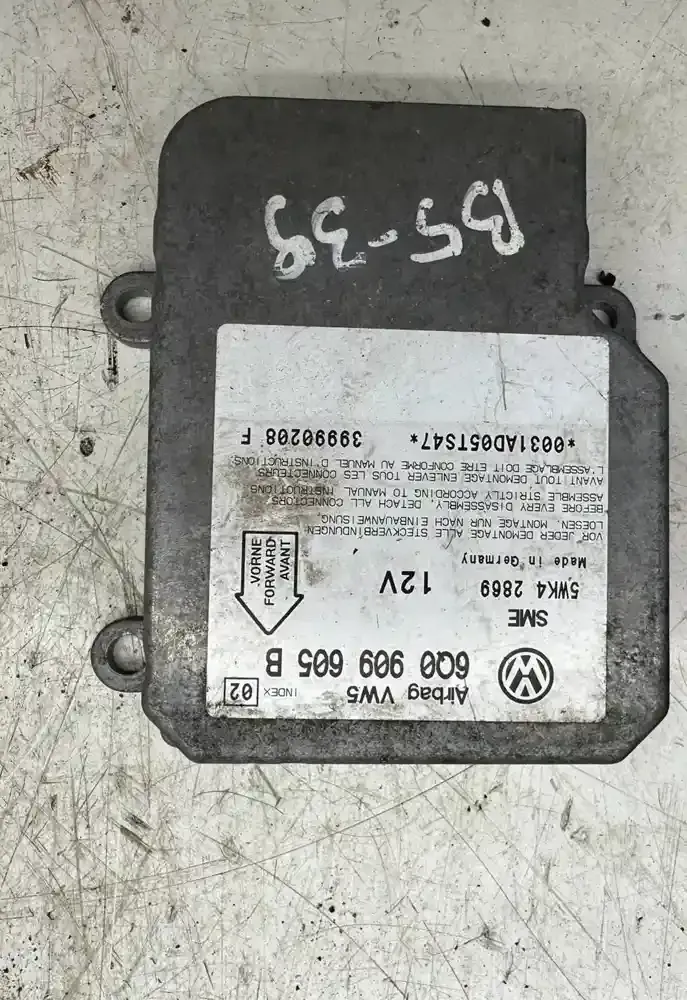 Airbag VW5 INDEX 02
6Q0 909 605 B
SME
5WK4 2869 12V
Made in Germany
VORNE
FORWARD
AVANT
VOR JEDER DEMONTAGE ALLE STECKVERBINDUNGEN
LOESEN, MONTAGE NUR NACH EINBAUANWEISUNG
BEFORE EVERY DISASSEMBLY, DETACH ALL CONNECTORS
ASSEMBLE STRICTLY ACCORDING TO MANUAL INSTRUCTIONS
AVANT TOUT DEMONTAGE ENLEVER TOUS LES CONNECTEURS
L'ASSEMBLAGE DOIT ETRE CONFORME AU MANUEL D'INSTRUCTIONS.
*0031AD05TS47* 39990208 F
B5-38